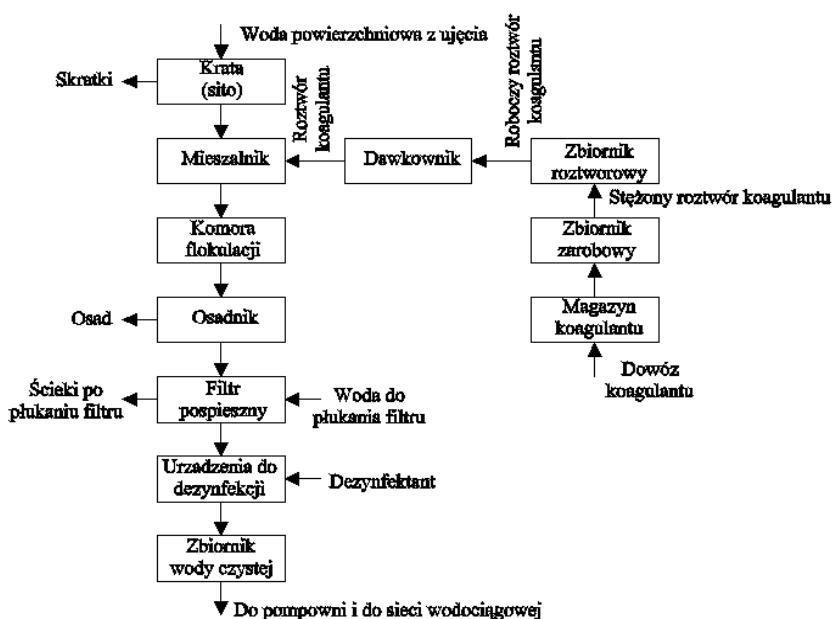 Woda powierzchniowa z ujęcia
Skratki
Krata
(sito)
Roztwór
koagulantu
Roboczy roztwór
koagulantu
Mieszalnik
Dawkownik
Zbiornik
roztworowy
Stężony roztwór koagulantu
Komora
flokulacji
Zbiornik
zarobowy
Osad
Osadnik
Magazyn
koagulantu
Dowóz
koagulantu
Ścieki po
płukaniu filtru
Filtr
pospieszny
Woda do
płukania filtru
Urzadzenia do
dezynfekcji
Dezynfektant
Zbiornik
wody czystej
Do pompowni i do sieci wodociągowej